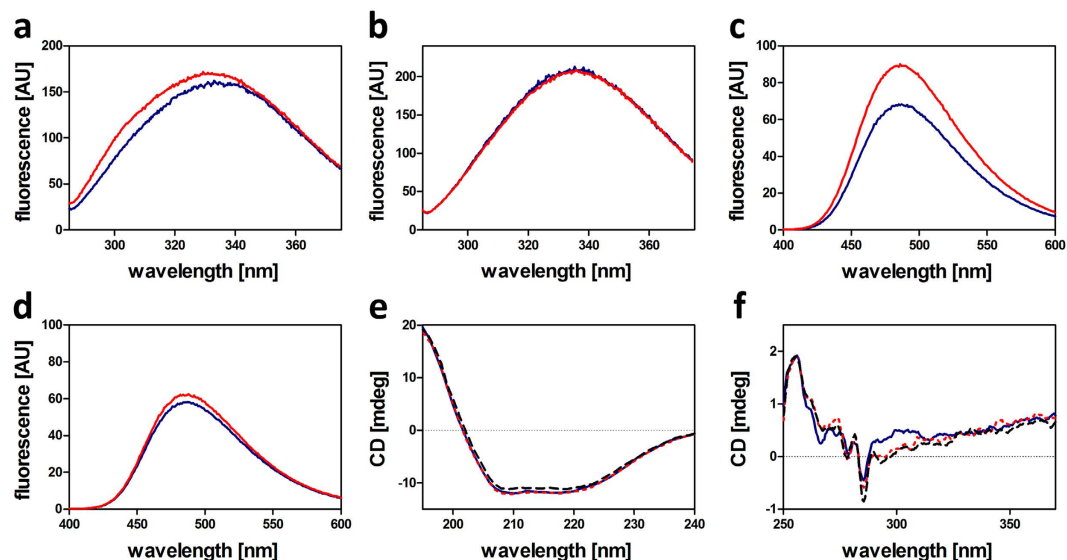 a
200
150
100
50
0
fluorescence [AU]
300 320 340 360
wavelength [nm]
b
200
150
100
50
0
fluorescence [AU]
300 320 340 360
wavelength [nm]
c
100
80
60
40
20
0
fluorescence [AU]
400 450 500 550 600
wavelength [nm]
d
100
80
60
40
20
0
fluorescence [AU]
400 450 500 550 600
wavelength [nm]
e
20
10
0
-10
CD [mdeg]
200 210 220 230 240
wavelength [nm]
f
2
1
0
-1
CD [mdeg]
250 300 350
wavelength [nm]